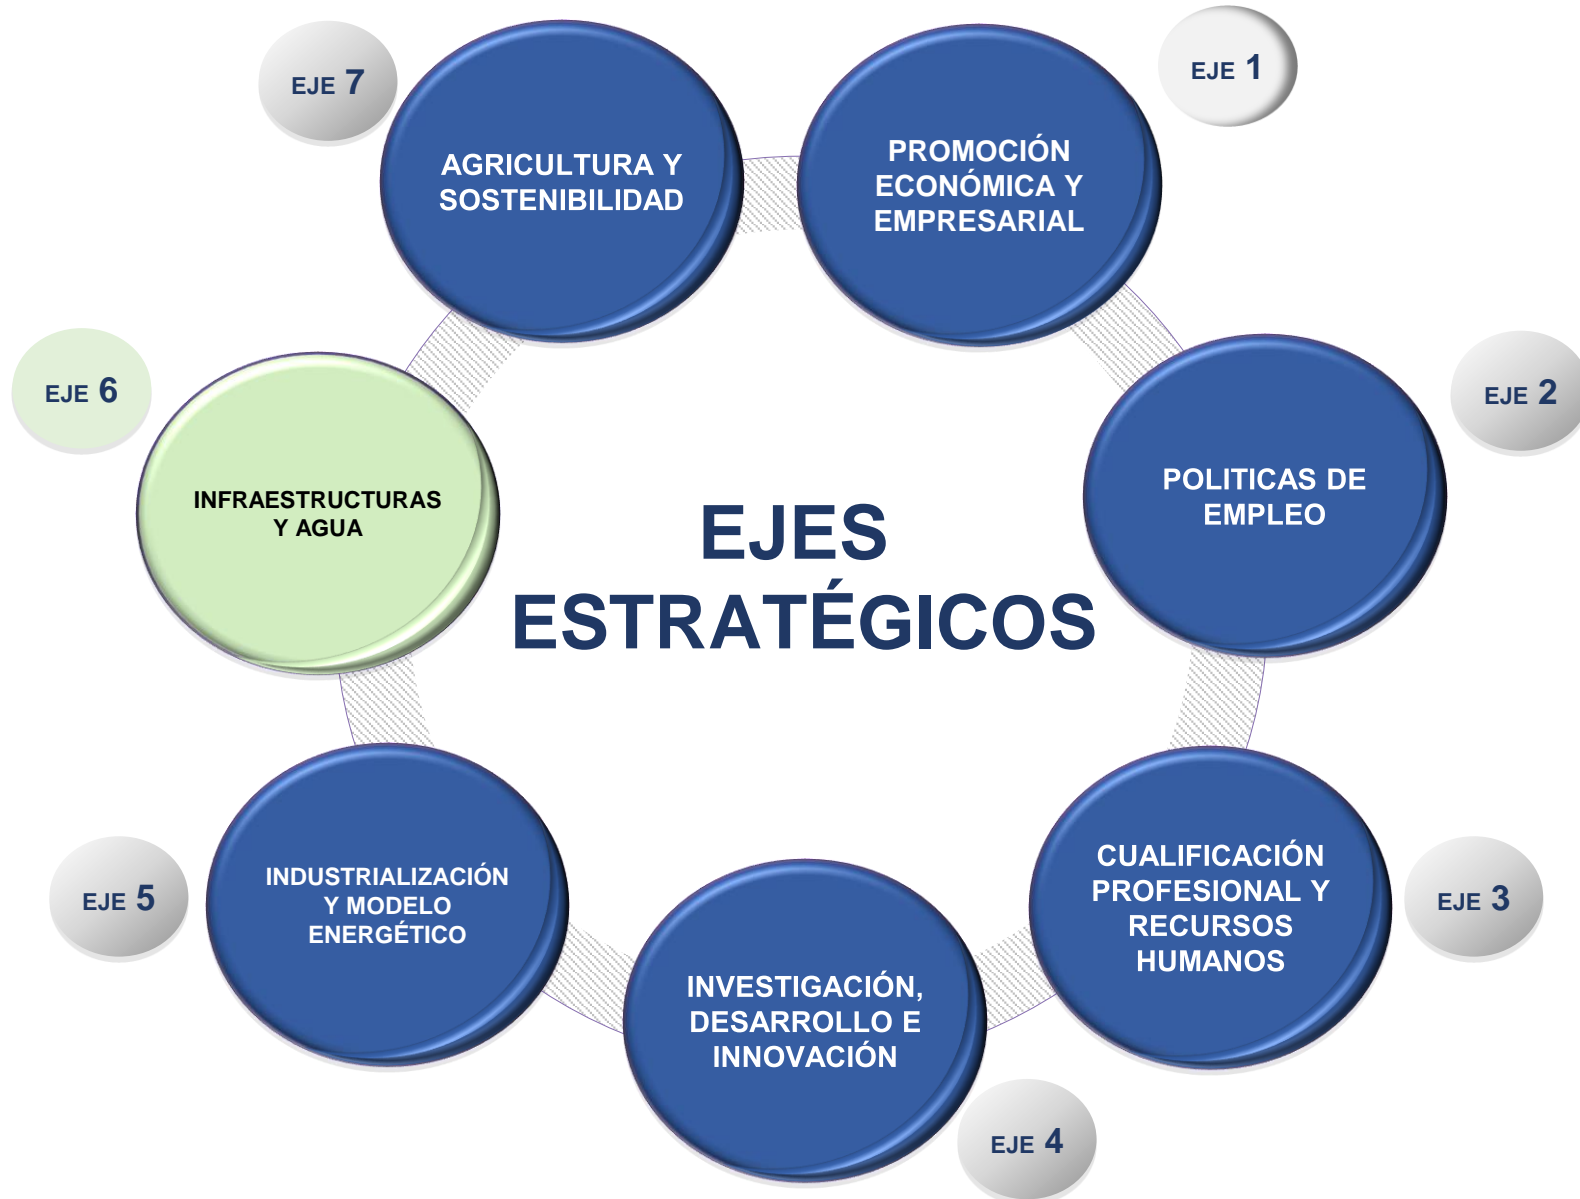 EJE 7
AGRICULTURA Y
SOSTENIBILIDAD
EJE 1
PROMOCIÓN
ECONÓMICA Y
EMPRESARIAL
EJE 6
INFRAESTRUCTURAS
Y AGUA
EJE 2
POLITICAS DE
EMPLEO
EJES
ESTRATÉGICOS
EJE 5
INDUSTRIALIZACIÓN
Y MODELO
ENERGÉTICO
INVESTIGACIÓN,
DESARROLLO E
INNOVACIÓN
EJE 4
CUALIFICACIÓN
PROFESIONAL Y
RECURSOS
HUMANOS
EJE 3